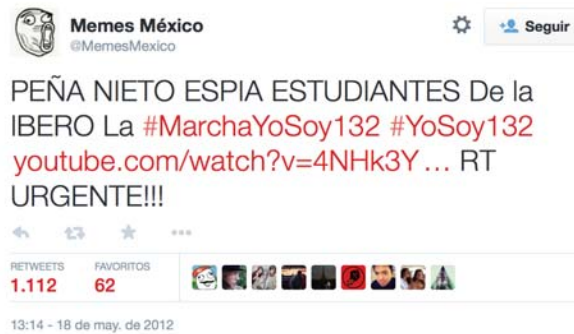 Memes México
@MemesMexico
Seguir
PEÑA NIETO ESPIA ESTUDIANTES De la
IBERO La #MarchaYoSoy132 #YoSoy132
youtube.com/watch?v=4NHk3Y... RT
URGENTE!!!
RETWEETS FAVORITOS
1.112 62
13:14 - 18 de may. de 2012